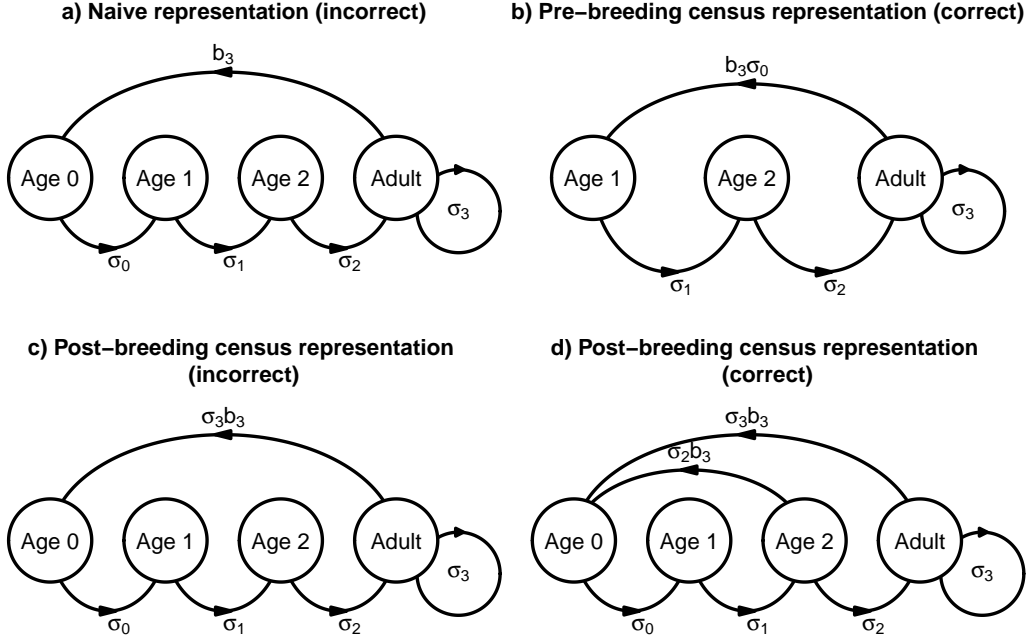 a) Naive representation (incorrect)
b₃
Age 0 Age 1 Age 2 Adult
σ₃
σ₀ σ₁ σ₂
b) Pre−breeding census representation (correct)
b₃σ₀
Age 1 Age 2 Adult
σ₃
σ₁ σ₂
c) Post−breeding census representation
(incorrect)
σ₃b₃
Age 0 Age 1 Age 2 Adult
σ₃
σ₀ σ₁ σ₂
d) Post−breeding census representation
(correct)
σ₃b₃
σ₂b₃
Age 0 Age 1 Age 2 Adult
σ₃
σ₀ σ₁ σ₂